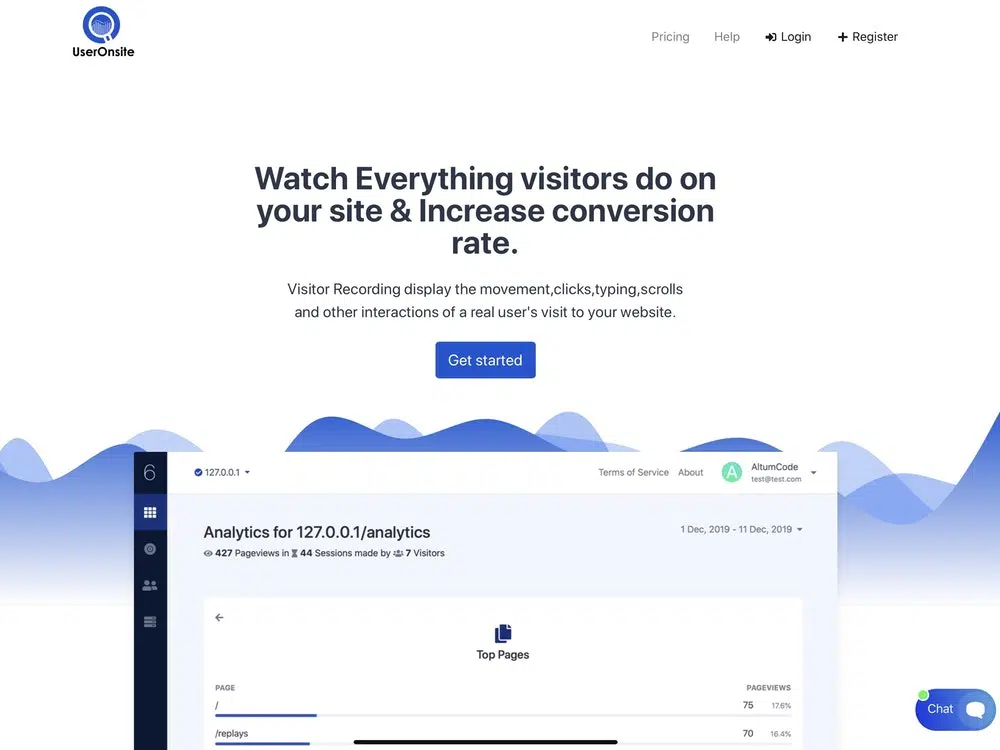 UserOnsite
Pricing Help Login Register
Watch Everything visitors do on
your site & Increase conversion
rate.
Visitor Recording display the movement,clicks,typing,scrolls
and other interactions of a real user's visit to your website.
Get started
6 127.0.0.1 Terms of Service About A AltumCode
test@test.com
Analytics for 127.0.0.1/analytics 1 Dec, 2019 - 11 Dec, 2019
427 Pageviews in 44 Sessions made by 7 Visitors
Top Pages
PAGE PAGEVIEWS
/ 75 17.6%
/replays 70 16.4%
Chat